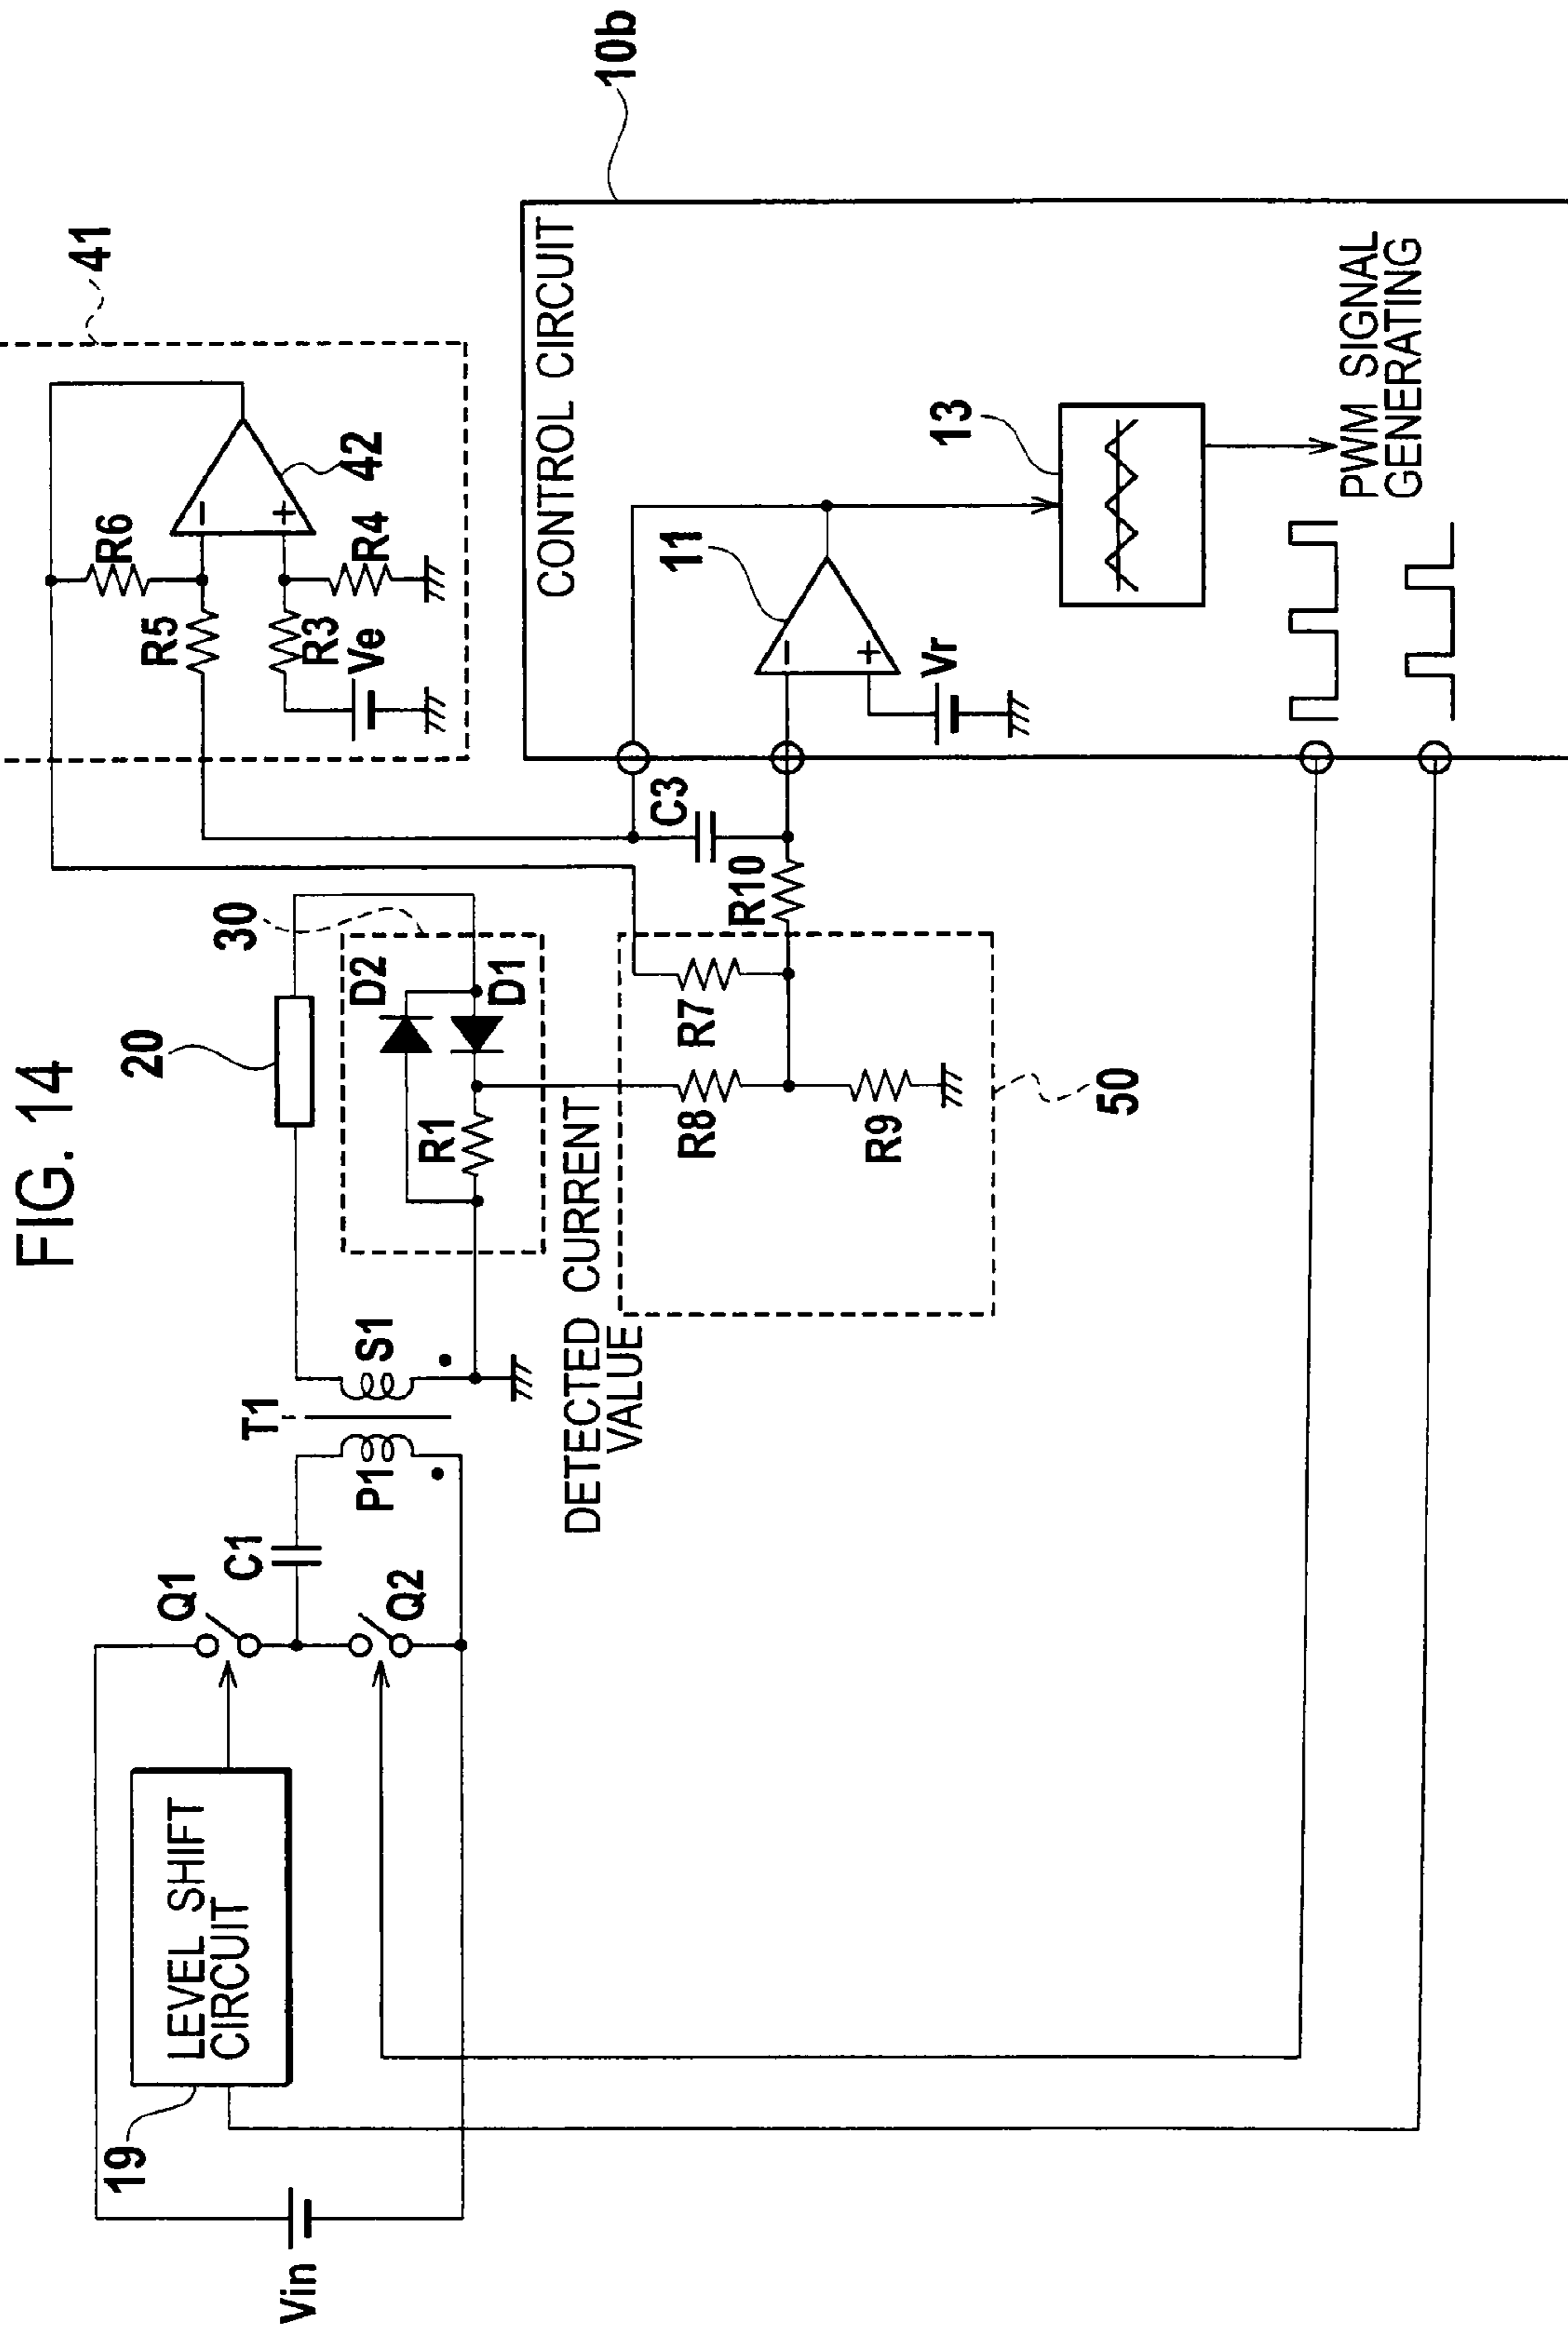 FIG. 14
Vin
19
LEVEL SHIFT
CIRCUIT
Q1
Q2
C1
T1
P1
S1
20
30
D2
D1
R1
DETECTED CURRENT
VALUE
R8
R7
R9
50
R10
C3
41
R6
R5
R3
R4
Ve
42
−
+
10b
CONTROL CIRCUIT
11
−
+
Vr
13
PWM SIGNAL
GENERATING